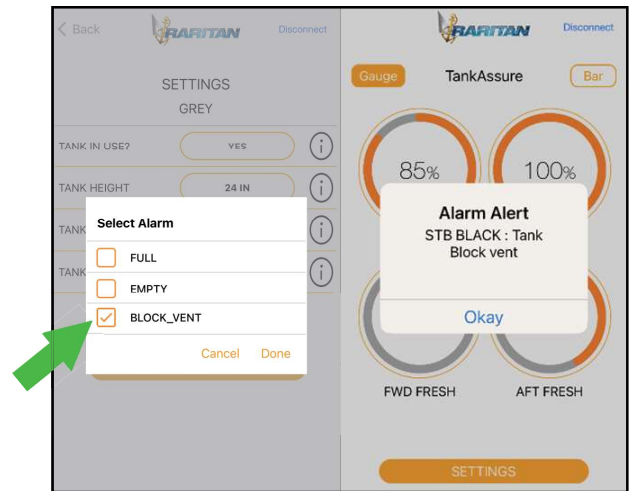 Back
RARITAN
Disconnect
SETTINGS
GREY
TANK IN USE?
YES
TANK HEIGHT
24 IN
TANK
TANK
Select Alarm
FULL
EMPTY
BLOCK_VENT
Cancel
Done
RARITAN
Disconnect
Gauge
TankAssure
Bar
85%
100%
Alarm Alert
STB BLACK : Tank
Block vent
Okay
FWD FRESH
AFT FRESH
SETTINGS